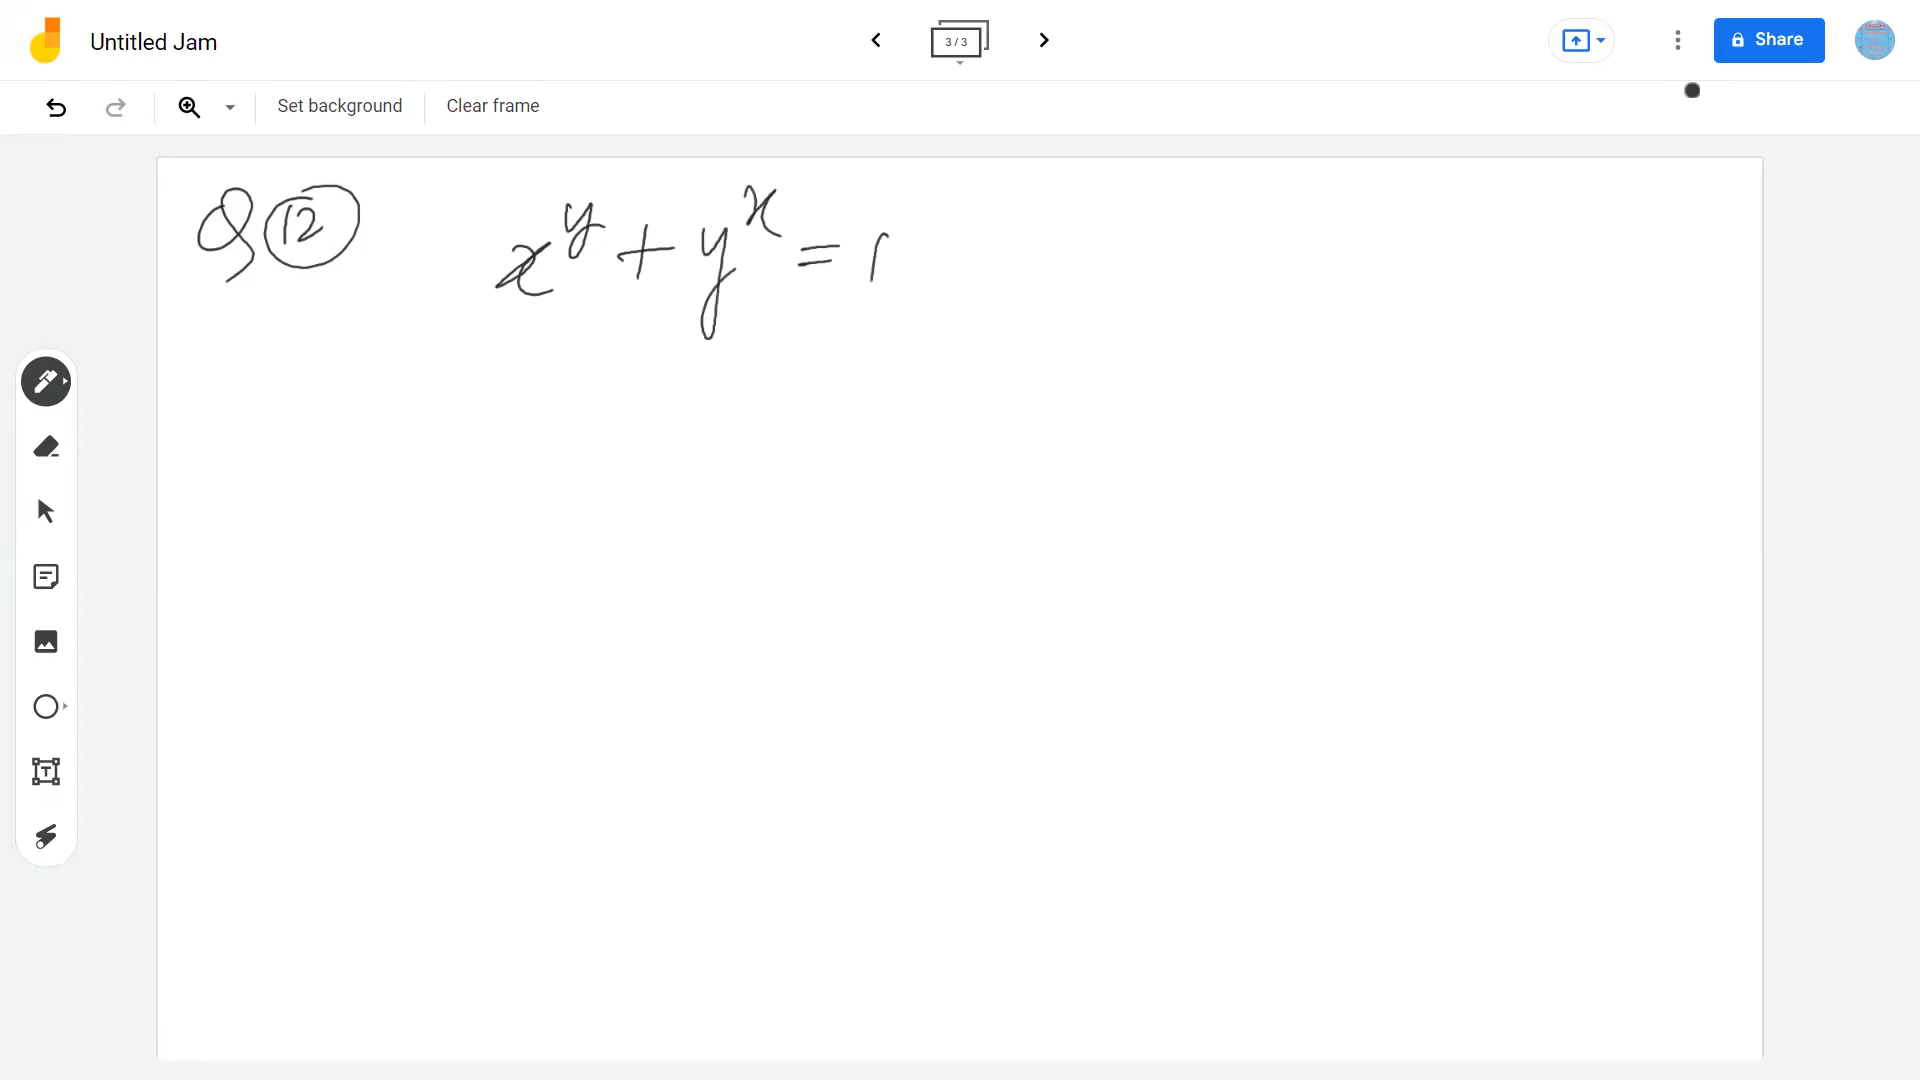 Untitled Jam
3 / 3
Share
Set background
Clear frame
Q 12 x^y + y^x = 1